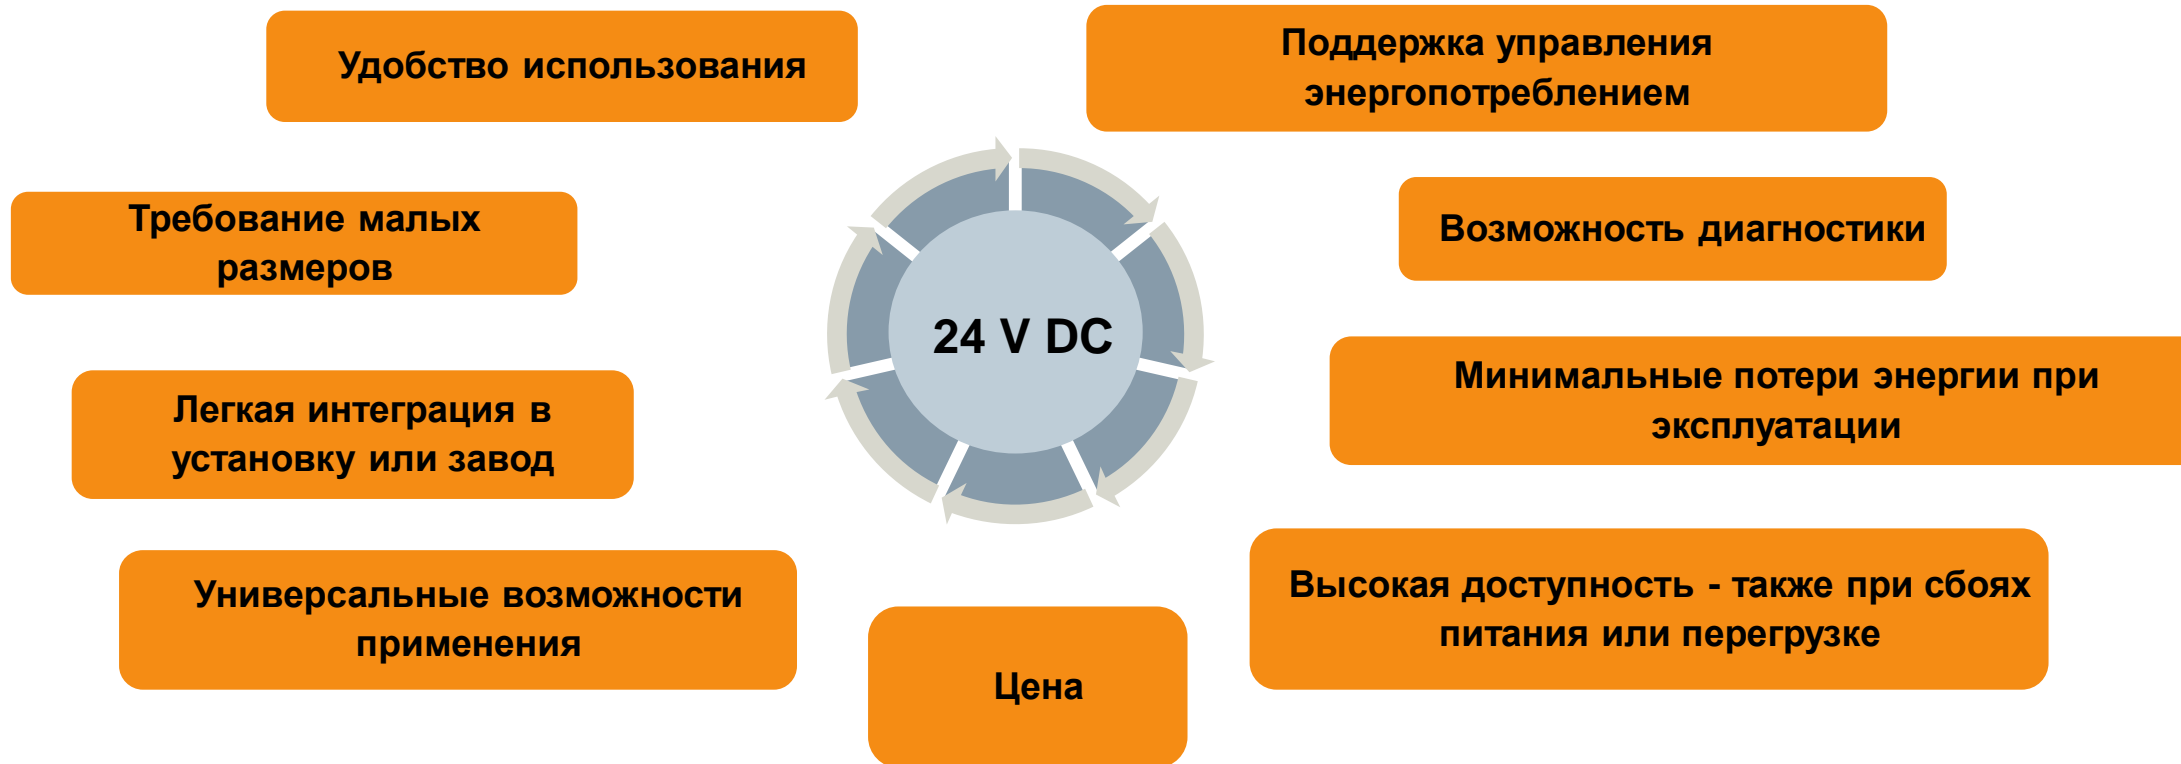 Удобство использования
Поддержка управления
энергопотреблением
Требование малых
размеров
Возможность диагностики
24 V DC
Легкая интеграция в
установку или завод
Минимальные потери энергии при
эксплуатации
Универсальные возможности
применения
Высокая доступность - также при сбоях
питания или перегрузке
Цена